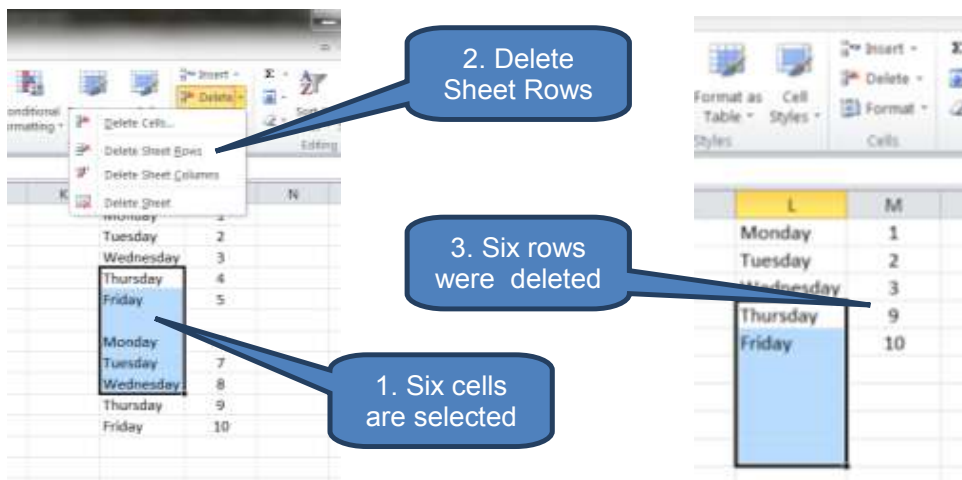 2. Delete
Sheet Rows
Insert
Delete
Delete Cells...
Delete Sheet Rows
Delete Sheet Columns
Delete Sheet
Editing
K N
Monday
Tuesday 2
Wednesday 3
Thursday 4
Friday 5
Monday
Tuesday 7
Wednesday 8
Thursday 9
Friday 10
1. Six cells
are selected
3. Six rows
were deleted
Insert
Format as Cell Delete
Table Styles Format
Styles Cells
L M
Monday 1
Tuesday 2
Wednesday 3
Thursday 9
Friday 10